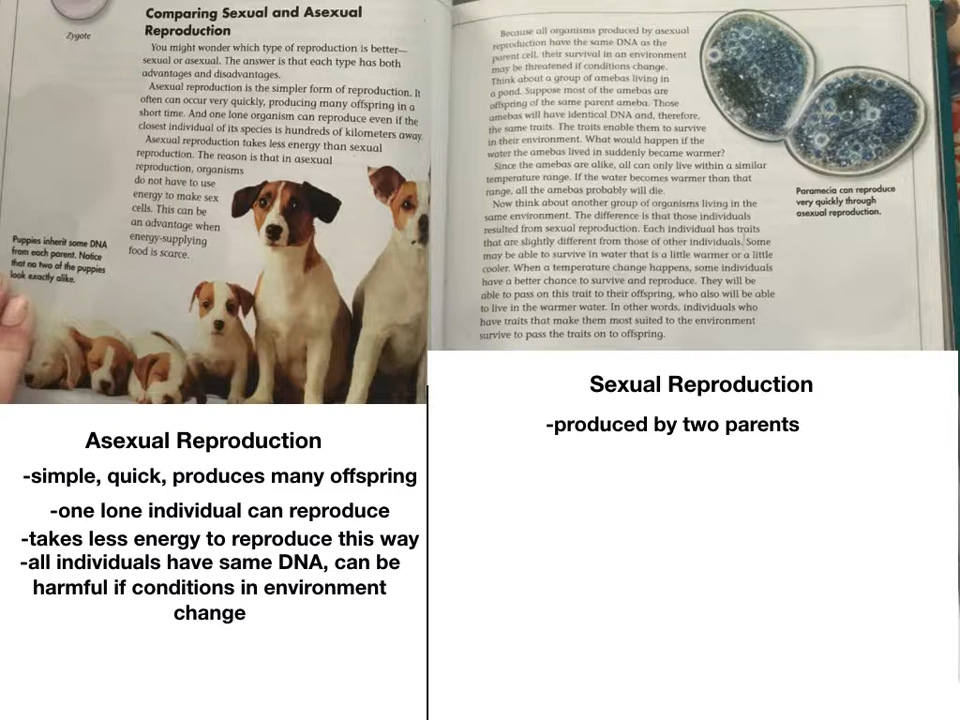 Zygote
Comparing Sexual and Asexual
Reproduction
You might wonder which type of reproduction is better—
sexual or asexual. The answer is that each type has both
advantages and disadvantages.
Asexual reproduction is the simpler form of reproduction. It
often can occur very quickly, producing many offspring in a
short time. And one lone organism can reproduce even if the
closest individual of its species is hundreds of kilometers away.
Asexual reproduction takes less energy than sexual
reproduction. The reason is that in asexual
reproduction, organisms
do not have to use
energy to make sex
cells. This can be
an advantage when
energy-supplying
food is scarce.
Puppies inherit some DNA
from each parent. Notice
that no two of the puppies
look exactly alike.
Because all organisms produced by asexual
reproduction have the same DNA as the
parent cell, their survival in an environment
may be threatened if conditions change.
Think about a group of amebas living in
a pond. Suppose most of the amebas are
offspring of the same parent ameba. Those
amebas will have identical DNA and, therefore,
the same traits. The traits enable them to survive
in their environment. What would happen if the
water the amebas lived in suddenly became warmer?
Since the amebas are alike, all can only live within a similar
temperature range. If the water becomes warmer than that
range, all the amebas probably will die.
Now think about another group of organisms living in the
same environment. The difference is that those individuals
resulted from sexual reproduction. Each individual has traits
that are slightly different from those of other individuals. Some
may be able to survive in water that is a little warmer or a little
cooler. When a temperature change happens, some individuals
have a better chance to survive and reproduce. They will be
able to pass on this trait to their offspring, who also will be able
to live in the warmer water. In other words, individuals who
have traits that make them most suited to the environment
survive to pass the traits on to offspring.
Paramecia can reproduce
very quickly through
asexual reproduction.
Asexual Reproduction
-simple, quick, produces many offspring
-one lone individual can reproduce
-takes less energy to reproduce this way
-all individuals have same DNA, can be
harmful if conditions in environment
change
Sexual Reproduction
-produced by two parents